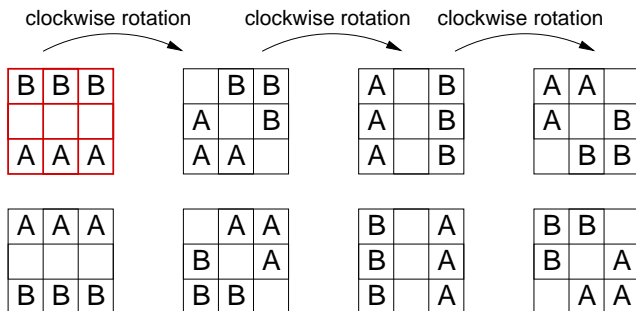 clockwise rotation clockwise rotation clockwise rotation
B B B B B A B A A
A B A B A B
A A A A A A B B B
A A A A A B A B B
B A B A B A
B B B B B B A A A